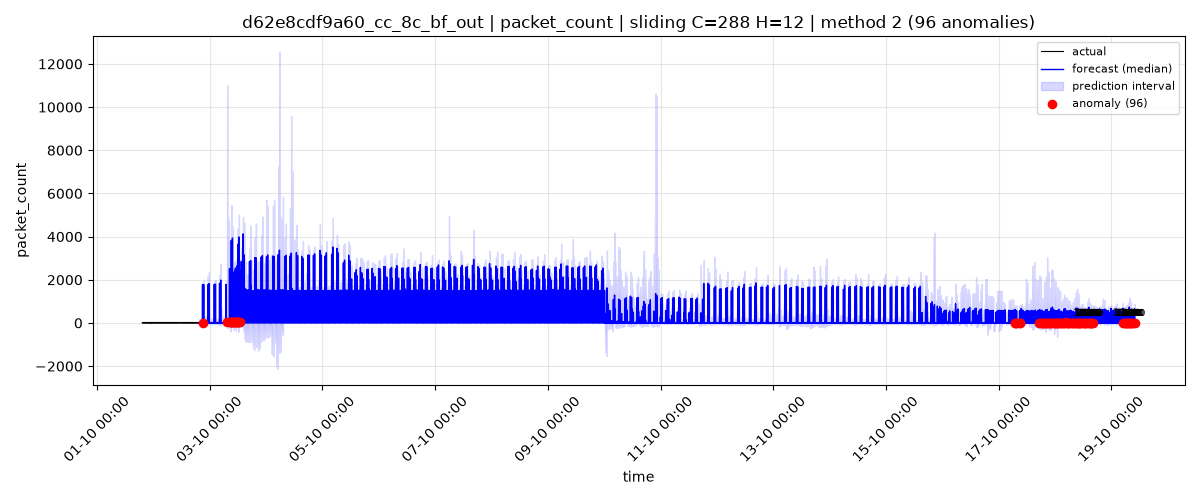 d62e8cdf9a60_cc_8c_bf_out | packet_count | sliding C=288 H=12 | method 2 (96 anomalies)
actual
forecast (median)
prediction interval
anomaly (96)
packet_count
12000
10000
8000
6000
4000
2000
0
−2000
01-10 00:00
03-10 00:00
05-10 00:00
07-10 00:00
09-10 00:00
11-10 00:00
13-10 00:00
15-10 00:00
17-10 00:00
19-10 00:00
time